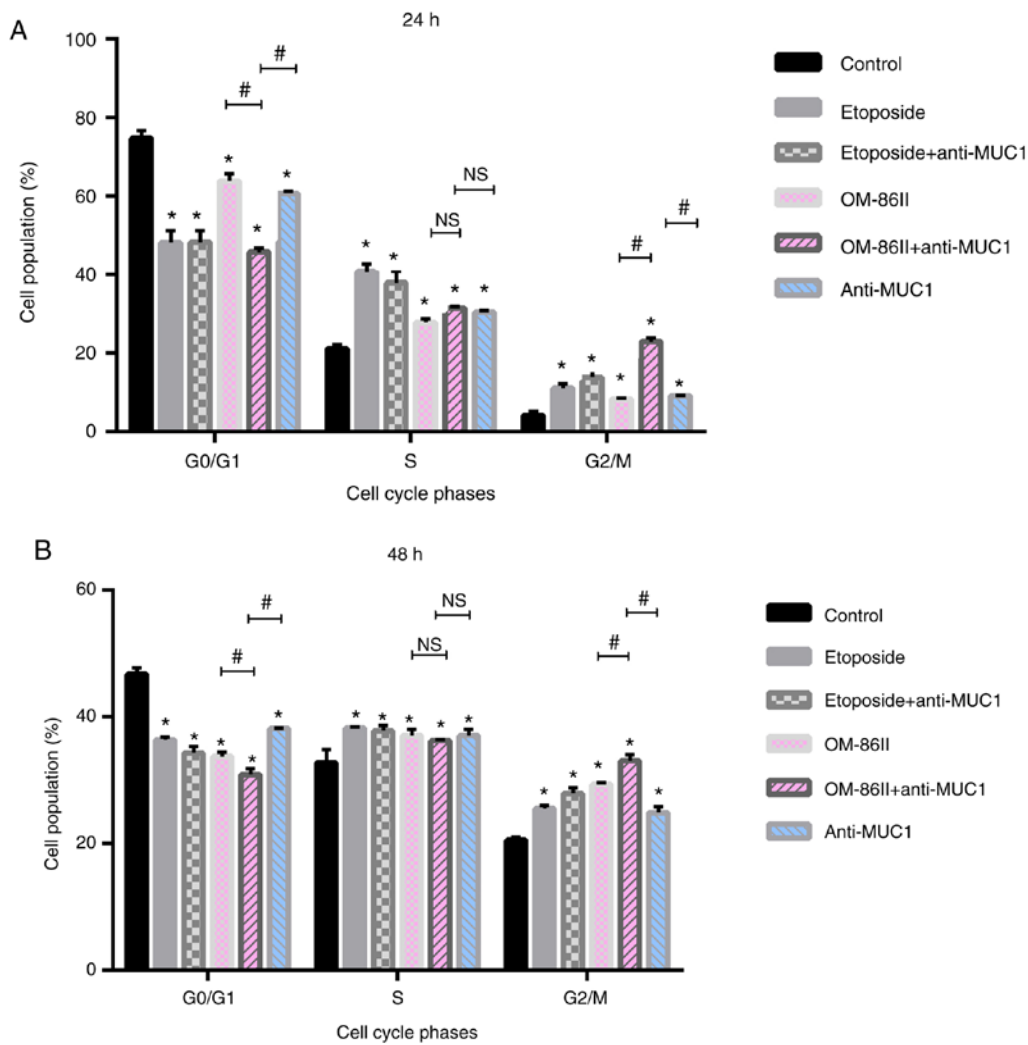 A
24 h
100
80
60
40
20
0
Cell population (%)
# #
* * * * * *
* * * * * *
NS NS
* * * * *
# #
G0/G1 S G2/M
Cell cycle phases
Control
Etoposide
Etoposide+anti-MUC1
OM-86II
OM-86II+anti-MUC1
Anti-MUC1
B
48 h
60
40
20
0
Cell population (%)
# #
* * * * *
NS NS
* * * * *
# #
* * * * *
G0/G1 S G2/M
Cell cycle phases
Control
Etoposide
Etoposide+anti-MUC1
OM-86II
OM-86II+anti-MUC1
Anti-MUC1